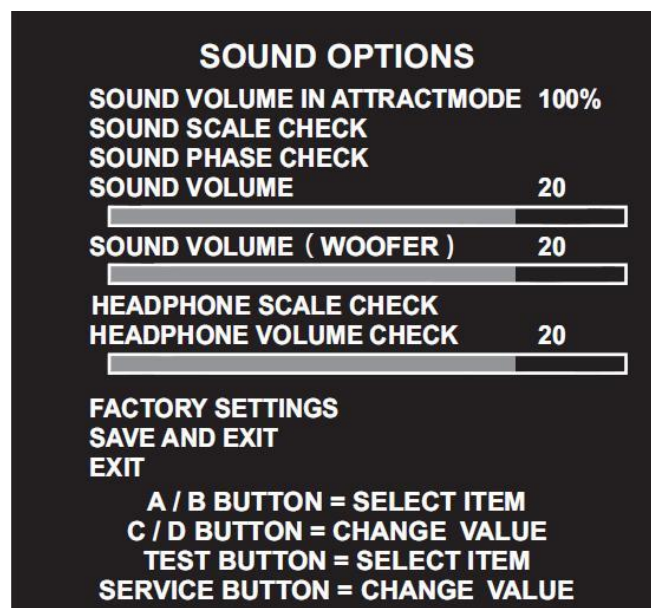 SOUND OPTIONS
SOUND VOLUME IN ATTRACTMODE 100%
SOUND SCALE CHECK
SOUND PHASE CHECK
SOUND VOLUME 20
SOUND VOLUME ( WOOFER ) 20
HEADPHONE SCALE CHECK
HEADPHONE VOLUME CHECK 20
FACTORY SETTINGS
SAVE AND EXIT
EXIT
A / B BUTTON = SELECT ITEM
C / D BUTTON = CHANGE VALUE
TEST BUTTON = SELECT ITEM
SERVICE BUTTON = CHANGE VALUE